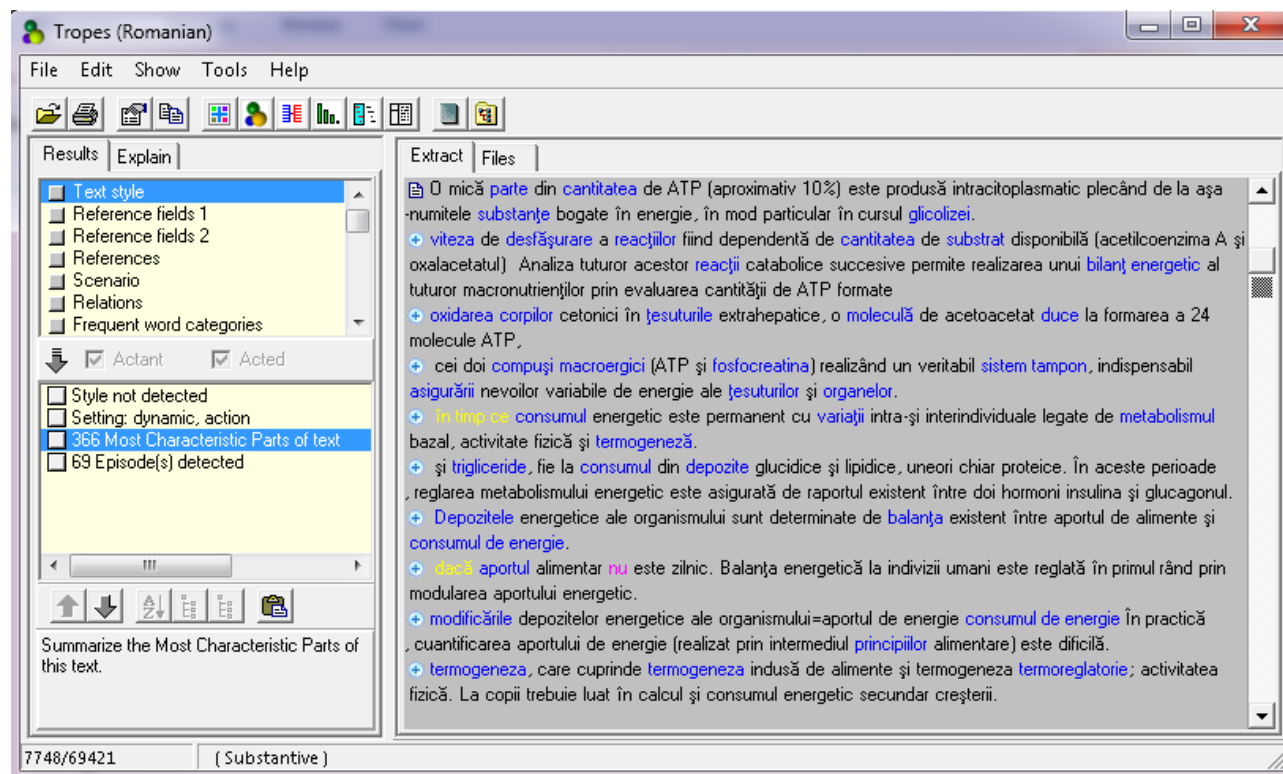 Tropes (Romanian)
File Edit Show Tools Help
Results Explain
Text style
Reference fields 1
Reference fields 2
References
Scenario
Relations
Frequent word categories
Actant Acted
Style not detected
Setting: dynamic, action
366 Most Characteristic Parts of text
69 Episode(s) detected
Summarize the Most Characteristic Parts of
this text.
Extract Files
O mică parte din cantitatea de ATP (aproximativ 10%) este produsă intracitoplasmatic plecând de la aşa
-numitele substanţe bogate în energie, în mod particular în cursul glicolizei.
viteza de desfăşurare a reacţiilor fiind dependentă de cantitatea de substrat disponibilă (acetilcoenzima A şi
oxalacetatul) Analiza tuturor acestor reacţii catabolice succesive permite realizarea unui bilanţ energetic al
tuturor macronutrienţilor prin evaluarea cantităţii de ATP formate
oxidarea corpilor cetonici în ţesuturile extrahepatice, o moleculă de acetoacetat duce la formarea a 24
molecule ATP,
cei doi compuşi macroergici (ATP şi fosfocreatina) realizând un veritabil sistem tampon, indispensabil
asigurării nevoilor variabile de energie ale ţesuturilor şi organelor.
în timp ce consumul energetic este permanent cu variaţii intra-şi interindividuale legate de metabolismul
bazal, activitate fizică şi termogeneză.
şi trigliceride, fie la consumul din depozite glucidice şi lipidice, uneori chiar proteice. În aceste perioade
, reglarea metabolismului energetic este asigurată de raportul existent între doi hormoni insulina şi glucagonul.
Depozitele energetice ale organismului sunt determinate de balanţa existent între aportul de alimente şi
consumul de energie.
dacă aportul alimentar nu este zilnic. Balanţa energetică la indivizii umani este reglată în primul rând prin
modularea aportului energetic.
modificările depozitelor energetice ale organismului=aportul de energie consumul de energie În practică
, cuantificarea aportului de energie (realizat prin intermediul principiilor alimentare) este dificilă.
termogeneza, care cuprinde termogeneza indusă de alimente şi termogeneza termoreglatorie; activitatea
fizică. La copii trebuie luat în calcul şi consumul energetic secundar creşterii.
7748/69421 ( Substantive )